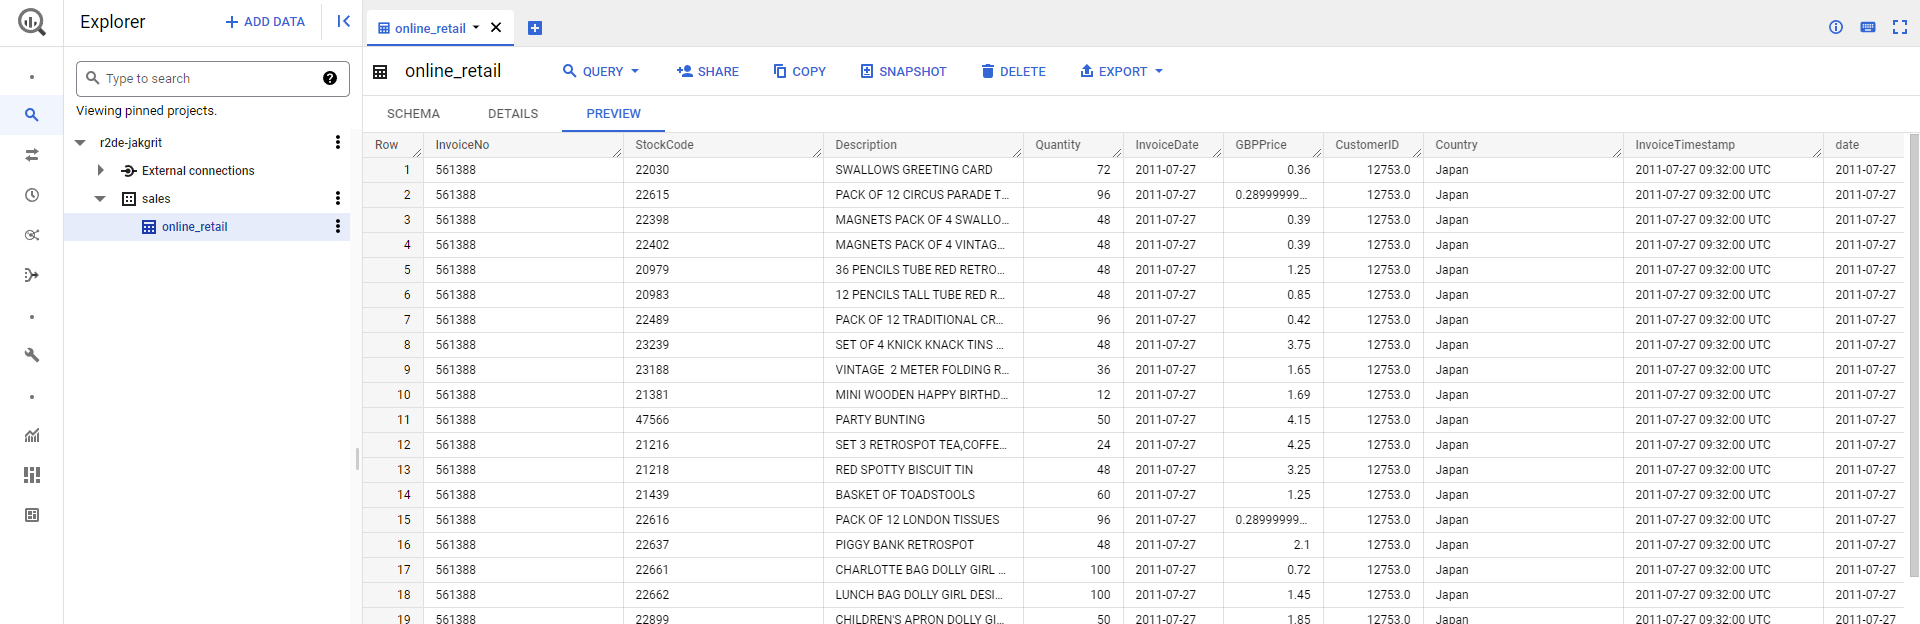 Explorer
+ ADD DATA
online_retail
Type to search
Viewing pinned projects.
r2de-jakgrit
External connections
sales
online_retail
online_retail
QUERY SHARE COPY SNAPSHOT DELETE EXPORT
SCHEMA DETAILS PREVIEW
Row InvoiceNo StockCode Description Quantity InvoiceDate GBPPrice CustomerID Country InvoiceTimestamp date
1 561388 22030 SWALLOWS GREETING CARD 72 2011-07-27 0.36 12753.0 Japan 2011-07-27 09:32:00 UTC 2011-07-27
2 561388 22615 PACK OF 12 CIRCUS PARADE T... 96 2011-07-27 0.28999999... 12753.0 Japan 2011-07-27 09:32:00 UTC 2011-07-27
3 561388 22398 MAGNETS PACK OF 4 SWALLO... 48 2011-07-27 0.39 12753.0 Japan 2011-07-27 09:32:00 UTC 2011-07-27
4 561388 22402 MAGNETS PACK OF 4 VINTAG... 48 2011-07-27 0.39 12753.0 Japan 2011-07-27 09:32:00 UTC 2011-07-27
5 561388 20979 36 PENCILS TUBE RED RETRO... 48 2011-07-27 1.25 12753.0 Japan 2011-07-27 09:32:00 UTC 2011-07-27
6 561388 20983 12 PENCILS TALL TUBE RED R... 48 2011-07-27 0.85 12753.0 Japan 2011-07-27 09:32:00 UTC 2011-07-27
7 561388 22489 PACK OF 12 TRADITIONAL CR... 96 2011-07-27 0.42 12753.0 Japan 2011-07-27 09:32:00 UTC 2011-07-27
8 561388 23239 SET OF 4 KNICK KNACK TINS ... 48 2011-07-27 3.75 12753.0 Japan 2011-07-27 09:32:00 UTC 2011-07-27
9 561388 23188 VINTAGE  2 METER FOLDING R... 36 2011-07-27 1.65 12753.0 Japan 2011-07-27 09:32:00 UTC 2011-07-27
10 561388 21381 MINI WOODEN HAPPY BIRTHD... 12 2011-07-27 1.69 12753.0 Japan 2011-07-27 09:32:00 UTC 2011-07-27
11 561388 47566 PARTY BUNTING 50 2011-07-27 4.15 12753.0 Japan 2011-07-27 09:32:00 UTC 2011-07-27
12 561388 21216 SET 3 RETROSPOT TEA,COFFE... 24 2011-07-27 4.25 12753.0 Japan 2011-07-27 09:32:00 UTC 2011-07-27
13 561388 21218 RED SPOTTY BISCUIT TIN 48 2011-07-27 3.25 12753.0 Japan 2011-07-27 09:32:00 UTC 2011-07-27
14 561388 21439 BASKET OF TOADSTOOLS 60 2011-07-27 1.25 12753.0 Japan 2011-07-27 09:32:00 UTC 2011-07-27
15 561388 22616 PACK OF 12 LONDON TISSUES 96 2011-07-27 0.28999999... 12753.0 Japan 2011-07-27 09:32:00 UTC 2011-07-27
16 561388 22637 PIGGY BANK RETROSPOT 48 2011-07-27 2.1 12753.0 Japan 2011-07-27 09:32:00 UTC 2011-07-27
17 561388 22661 CHARLOTTE BAG DOLLY GIRL ... 100 2011-07-27 0.72 12753.0 Japan 2011-07-27 09:32:00 UTC 2011-07-27
18 561388 22662 LUNCH BAG DOLLY GIRL DESI... 100 2011-07-27 1.45 12753.0 Japan 2011-07-27 09:32:00 UTC 2011-07-27
19 561388 22899 CHILDREN'S APRON DOLLY GI... 50 2011-07-27 1.85 12753.0 Japan 2011-07-27 09:32:00 UTC 2011-07-27